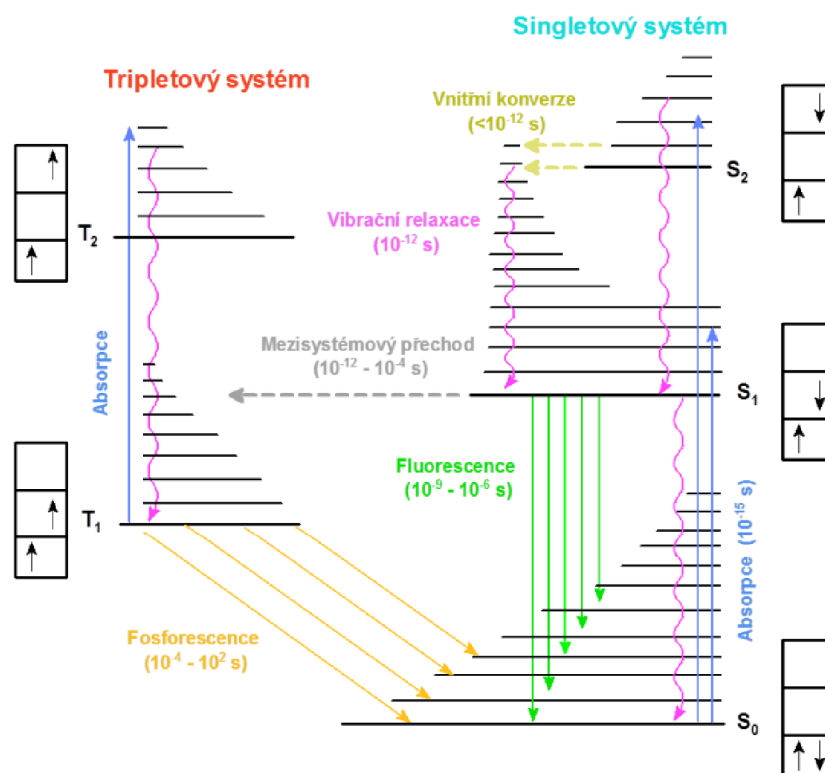 Singletový systém
Tripletový systém
Vnitřní konverze
(<10⁻¹² s)
S₂
Vibrační relaxace
(10⁻¹² s)
T₂
Absorpce
Mezisystémový přechod
(10⁻¹² - 10⁻⁴ s)
S₁
Fluorescence
(10⁻⁹ - 10⁻⁶ s)
Absorpce (10⁻¹⁵ s)
T₁
Fosforescence
(10⁻⁴ - 10² s)
S₀